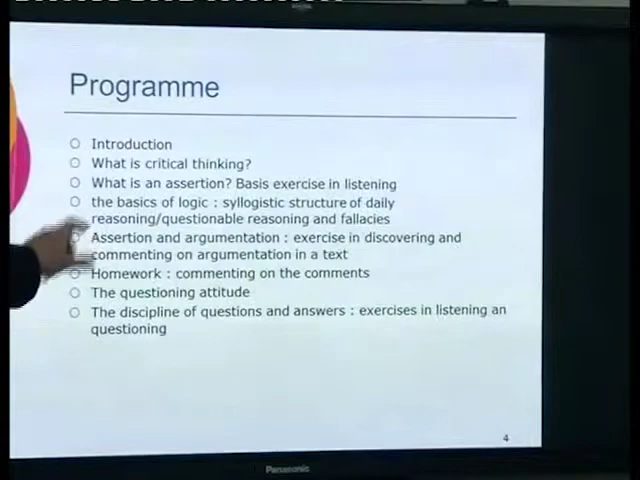 Programme
Introduction
What is critical thinking?
What is an assertion? Basis exercise in listening
the basics of logic : syllogistic structure of daily
reasoning/questionable reasoning and fallacies
Assertion and argumentation : exercise in discovering and
commenting on argumentation in a text
Homework : commenting on the comments
The questioning attitude
The discipline of questions and answers : exercises in listening an
questioning
4
Panasonic